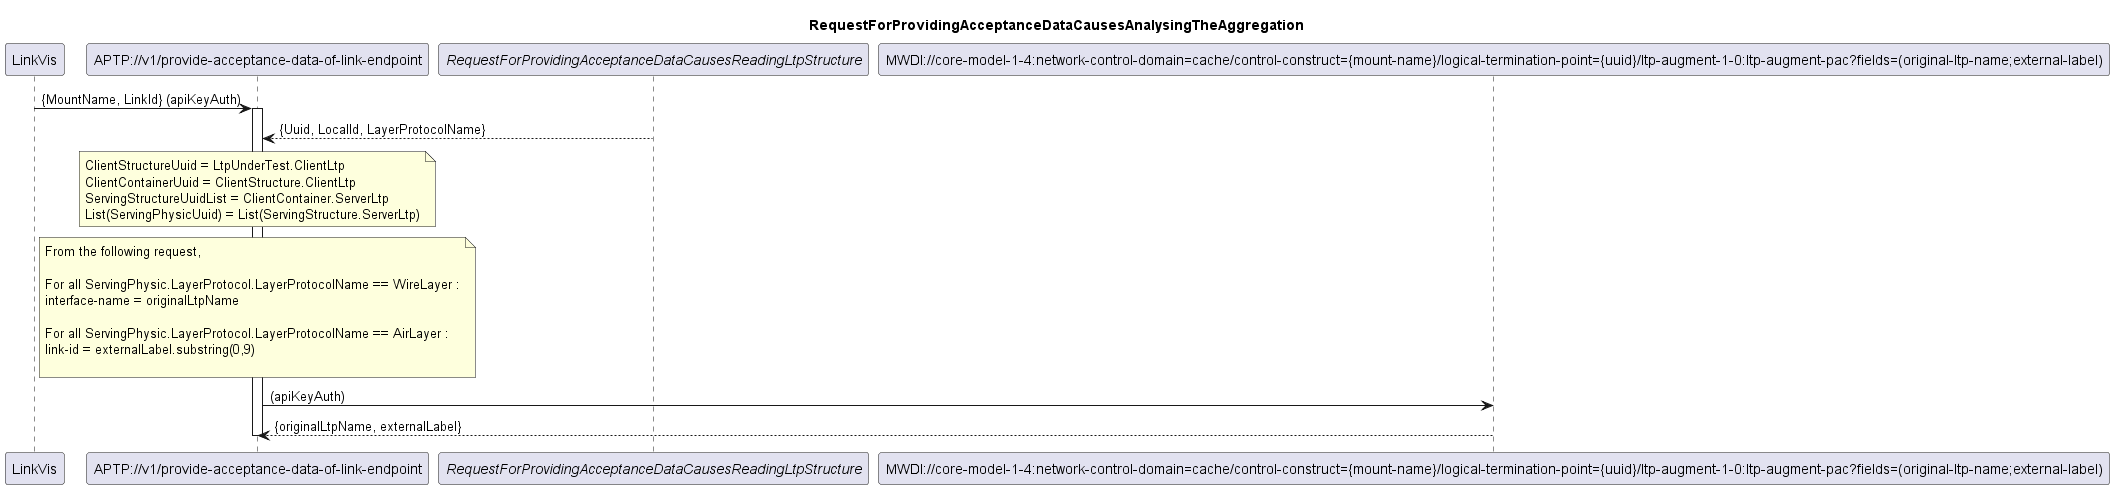 RequestForProvidingAcceptanceDataCausesAnalysingTheAggregation
LinkVis
APTP://v1/provide-acceptance-data-of-link-endpoint
RequestForProvidingAcceptanceDataCausesReadingLtpStructure
MWDI://core-model-1-4:network-control-domain=cache/control-construct={mount-name}/logical-termination-point={uuid}/ltp-augment-1-0:ltp-augment-pac?fields=(original-ltp-name;external-label)
{MountName, LinkId} (apiKeyAuth)
{Uuid, LocalId, LayerProtocolName}
ClientStructureUuid = LtpUnderTest.ClientLtp
ClientContainerUuid = ClientStructure.ClientLtp
ServingStructureUuidList = ClientContainer.ServerLtp
List(ServingPhysicUuid) = List(ServingStructure.ServerLtp)
From the following request,
For all ServingPhysic.LayerProtocol.LayerProtocolName == WireLayer :
interface-name = originalLtpName
For all ServingPhysic.LayerProtocol.LayerProtocolName == AirLayer :
link-id = externalLabel.substring(0,9)
(apiKeyAuth)
{originalLtpName, externalLabel}
LinkVis
APTP://v1/provide-acceptance-data-of-link-endpoint
RequestForProvidingAcceptanceDataCausesReadingLtpStructure
MWDI://core-model-1-4:network-control-domain=cache/control-construct={mount-name}/logical-termination-point={uuid}/ltp-augment-1-0:ltp-augment-pac?fields=(original-ltp-name;external-label)